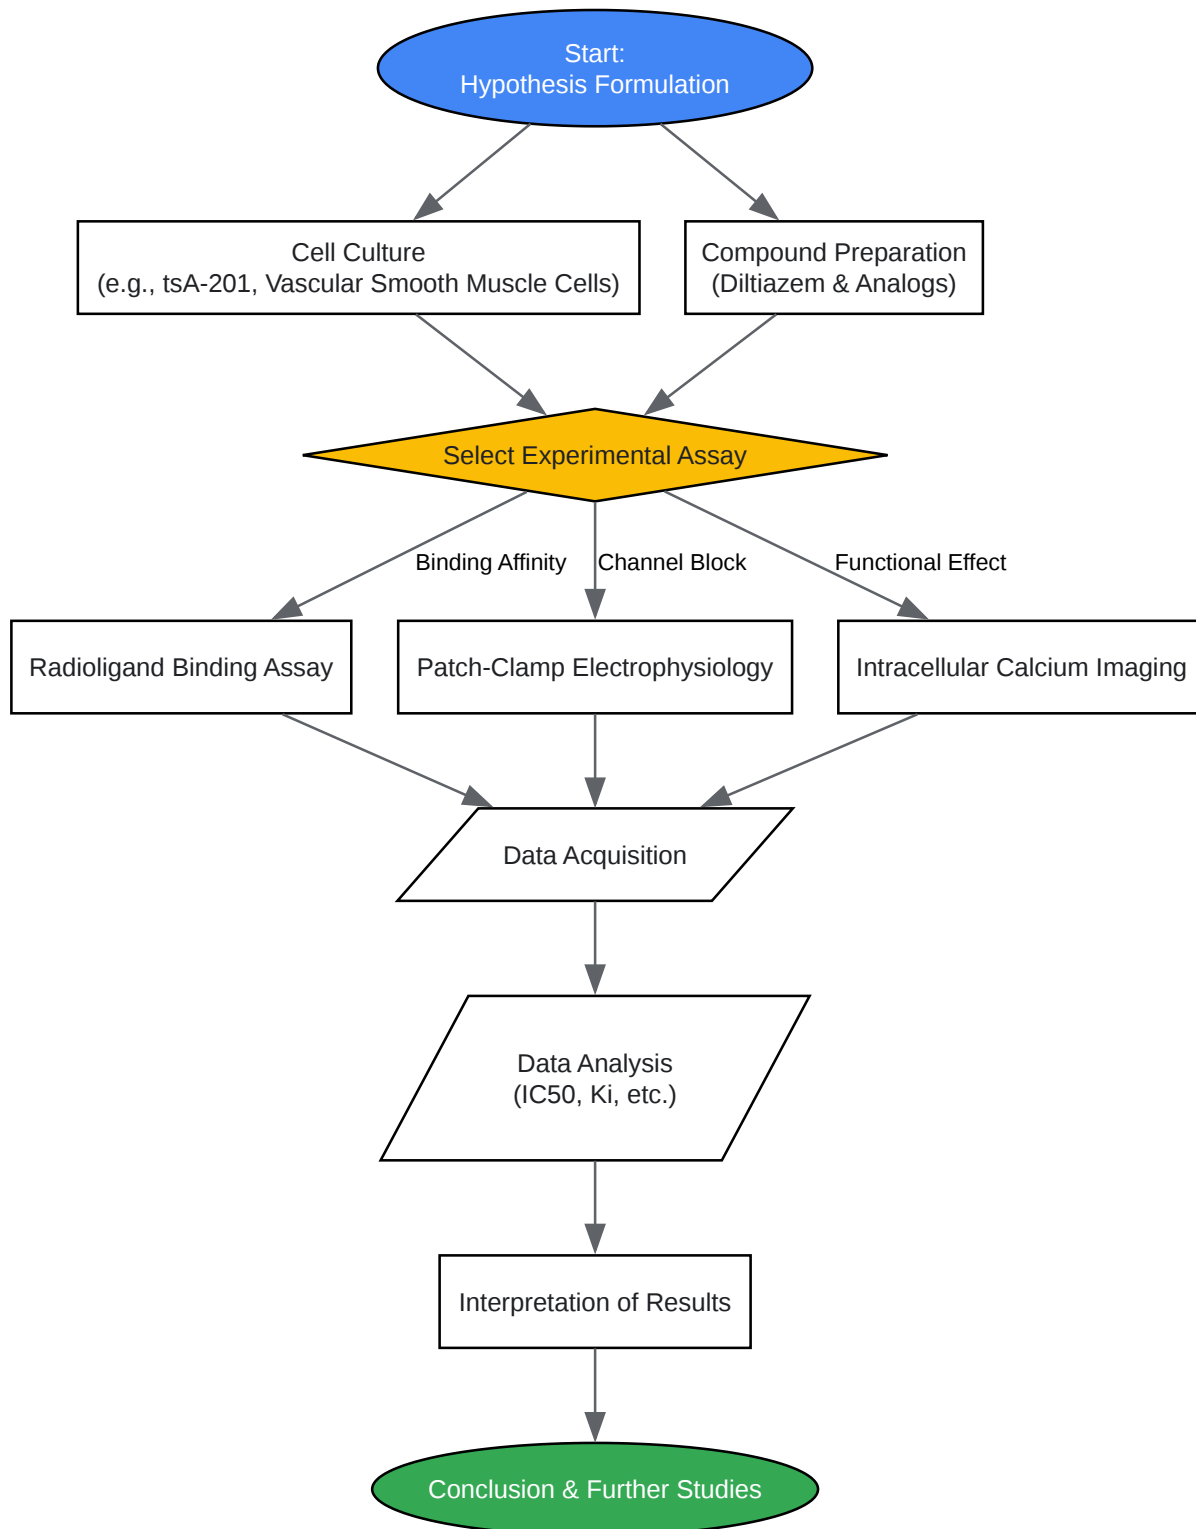 Start:
Hypothesis Formulation
Cell Culture
(e.g., tsA-201, Vascular Smooth Muscle Cells)
Compound Preparation
(Diltiazem & Analogs)
Select Experimental Assay
Binding Affinity
Channel Block
Functional Effect
Radioligand Binding Assay
Patch-Clamp Electrophysiology
Intracellular Calcium Imaging
Data Acquisition
Data Analysis
(IC50, Ki, etc.)
Interpretation of Results
Conclusion & Further Studies